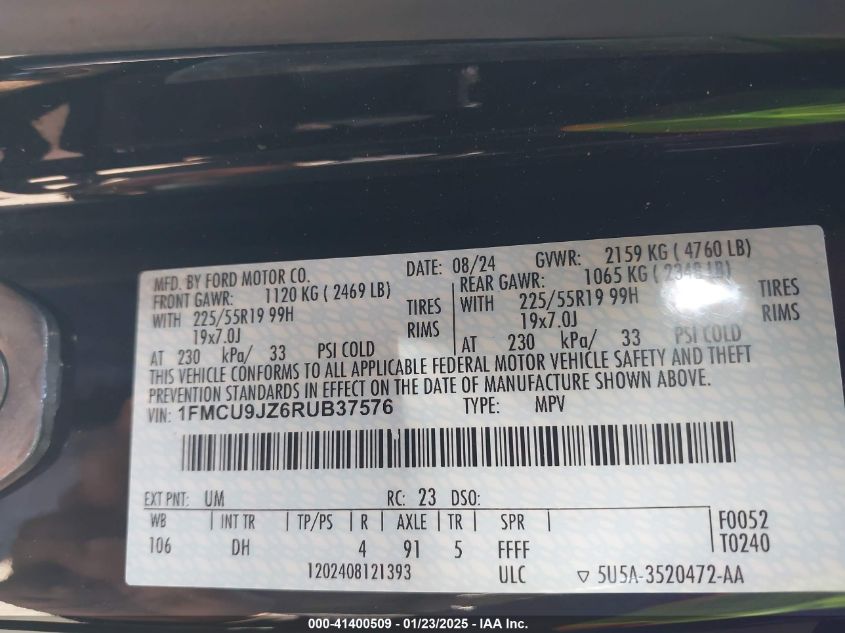 MFD. BY FORD MOTOR CO. DATE: 08/24 GVWR: 2159 KG ( 4760 LB)
FRONT GAWR: 1120 KG ( 2469 LB) REAR GAWR: 1065 KG ( 2348 LB)
WITH 225/55R19 99H TIRES WITH 225/55R19 99H TIRES
19x7.0J RIMS 19x7.0J RIMS
AT 230 kPa/ 33 PSI COLD AT 230 kPa/ 33 PSI COLD
THIS VEHICLE CONFORMS TO ALL APPLICABLE FEDERAL MOTOR VEHICLE SAFETY AND THEFT
PREVENTION STANDARDS IN EFFECT ON THE DATE OF MANUFACTURE SHOWN ABOVE.
VIN: 1FMCU9JZ6RUB37576 TYPE: MPV
EXT PNT: UM RC: 23 DSO:
WB | INT TR | TP/PS | R | AXLE | TR | SPR | F0052
106 DH 4 91 5 FFFF T0240
1202408121393 ULC ▽ 5U5A-3520472-AA
000-41400509 - 01/23/2025 - IAA Inc.